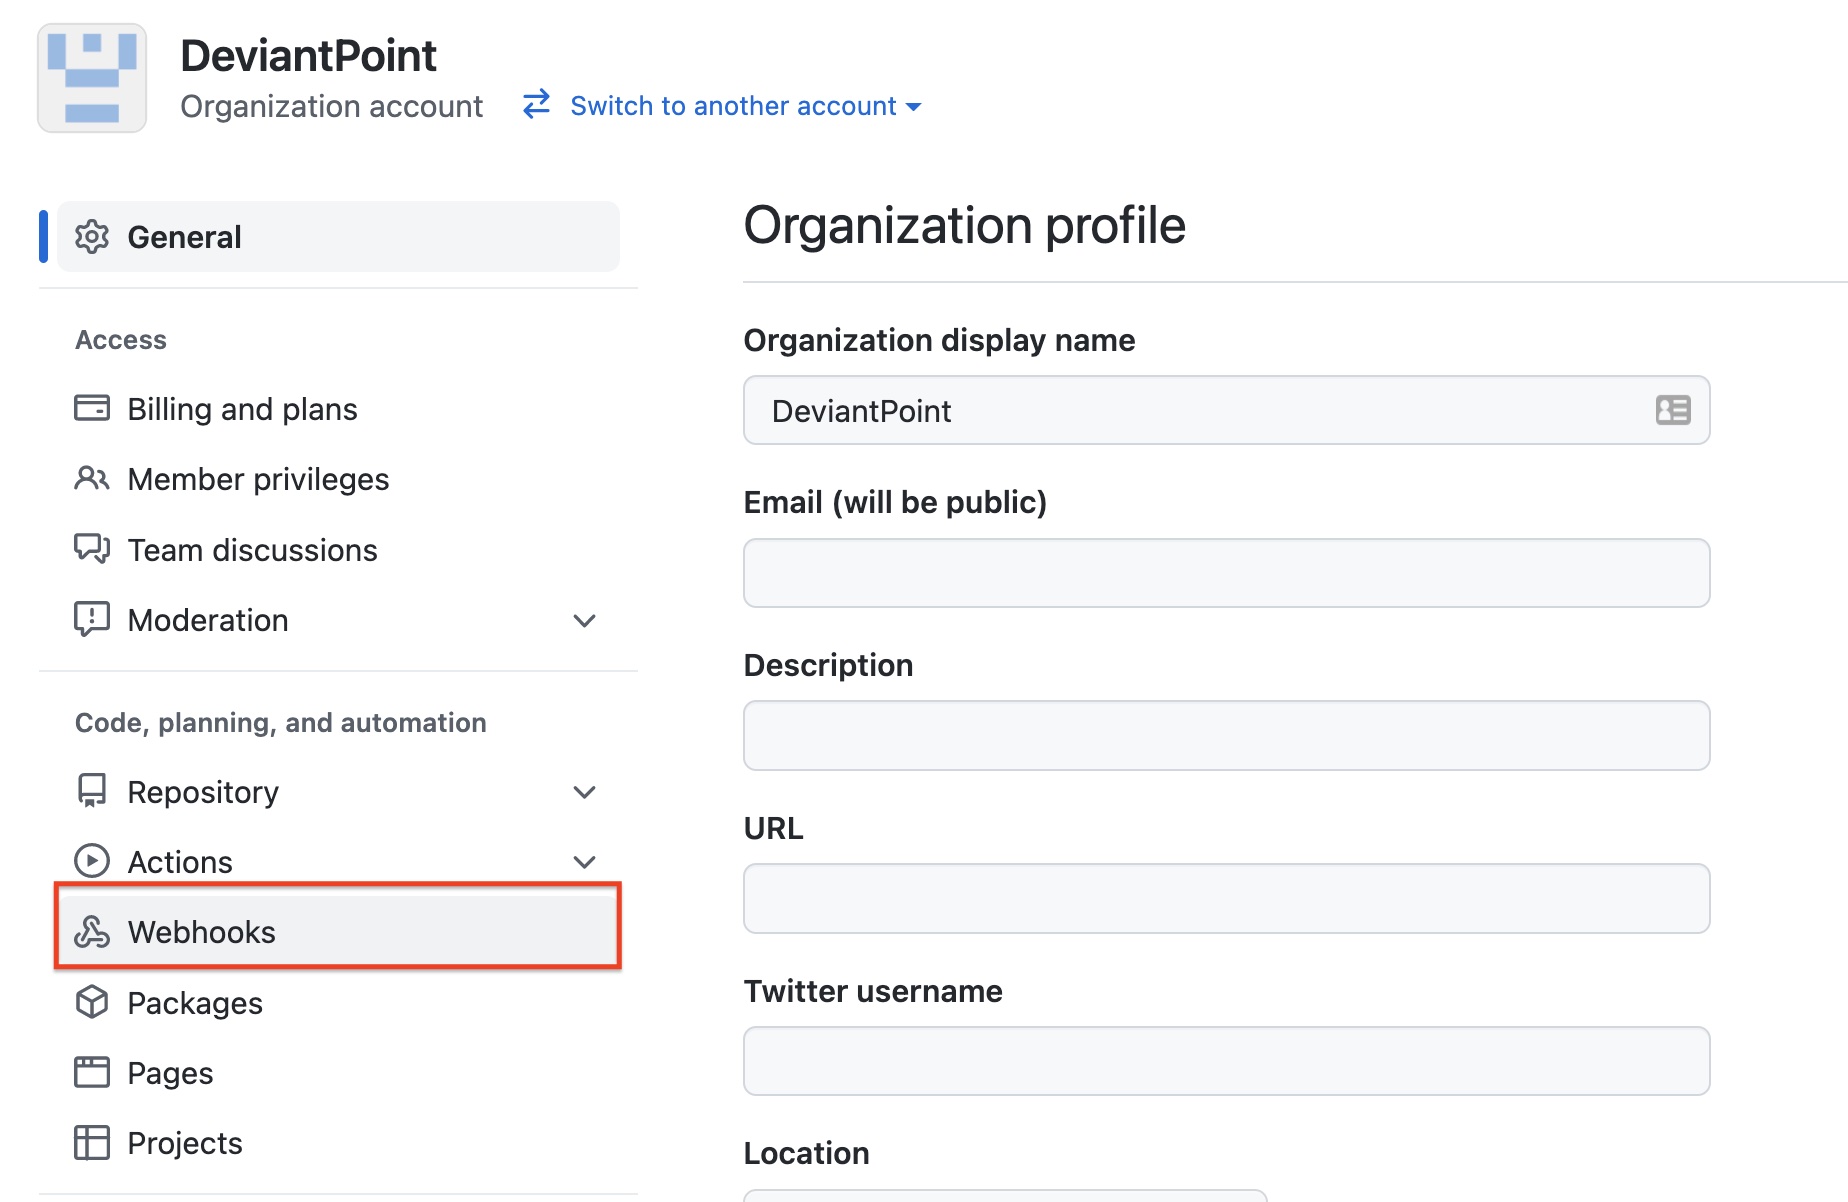 DeviantPoint
Organization account
Switch to another account
General
Access
Billing and plans
Member privileges
Team discussions
Moderation
Code, planning, and automation
Repository
Actions
Webhooks
Packages
Pages
Projects
Organization profile
Organization display name
DeviantPoint
Email (will be public)
Description
URL
Twitter username
Location